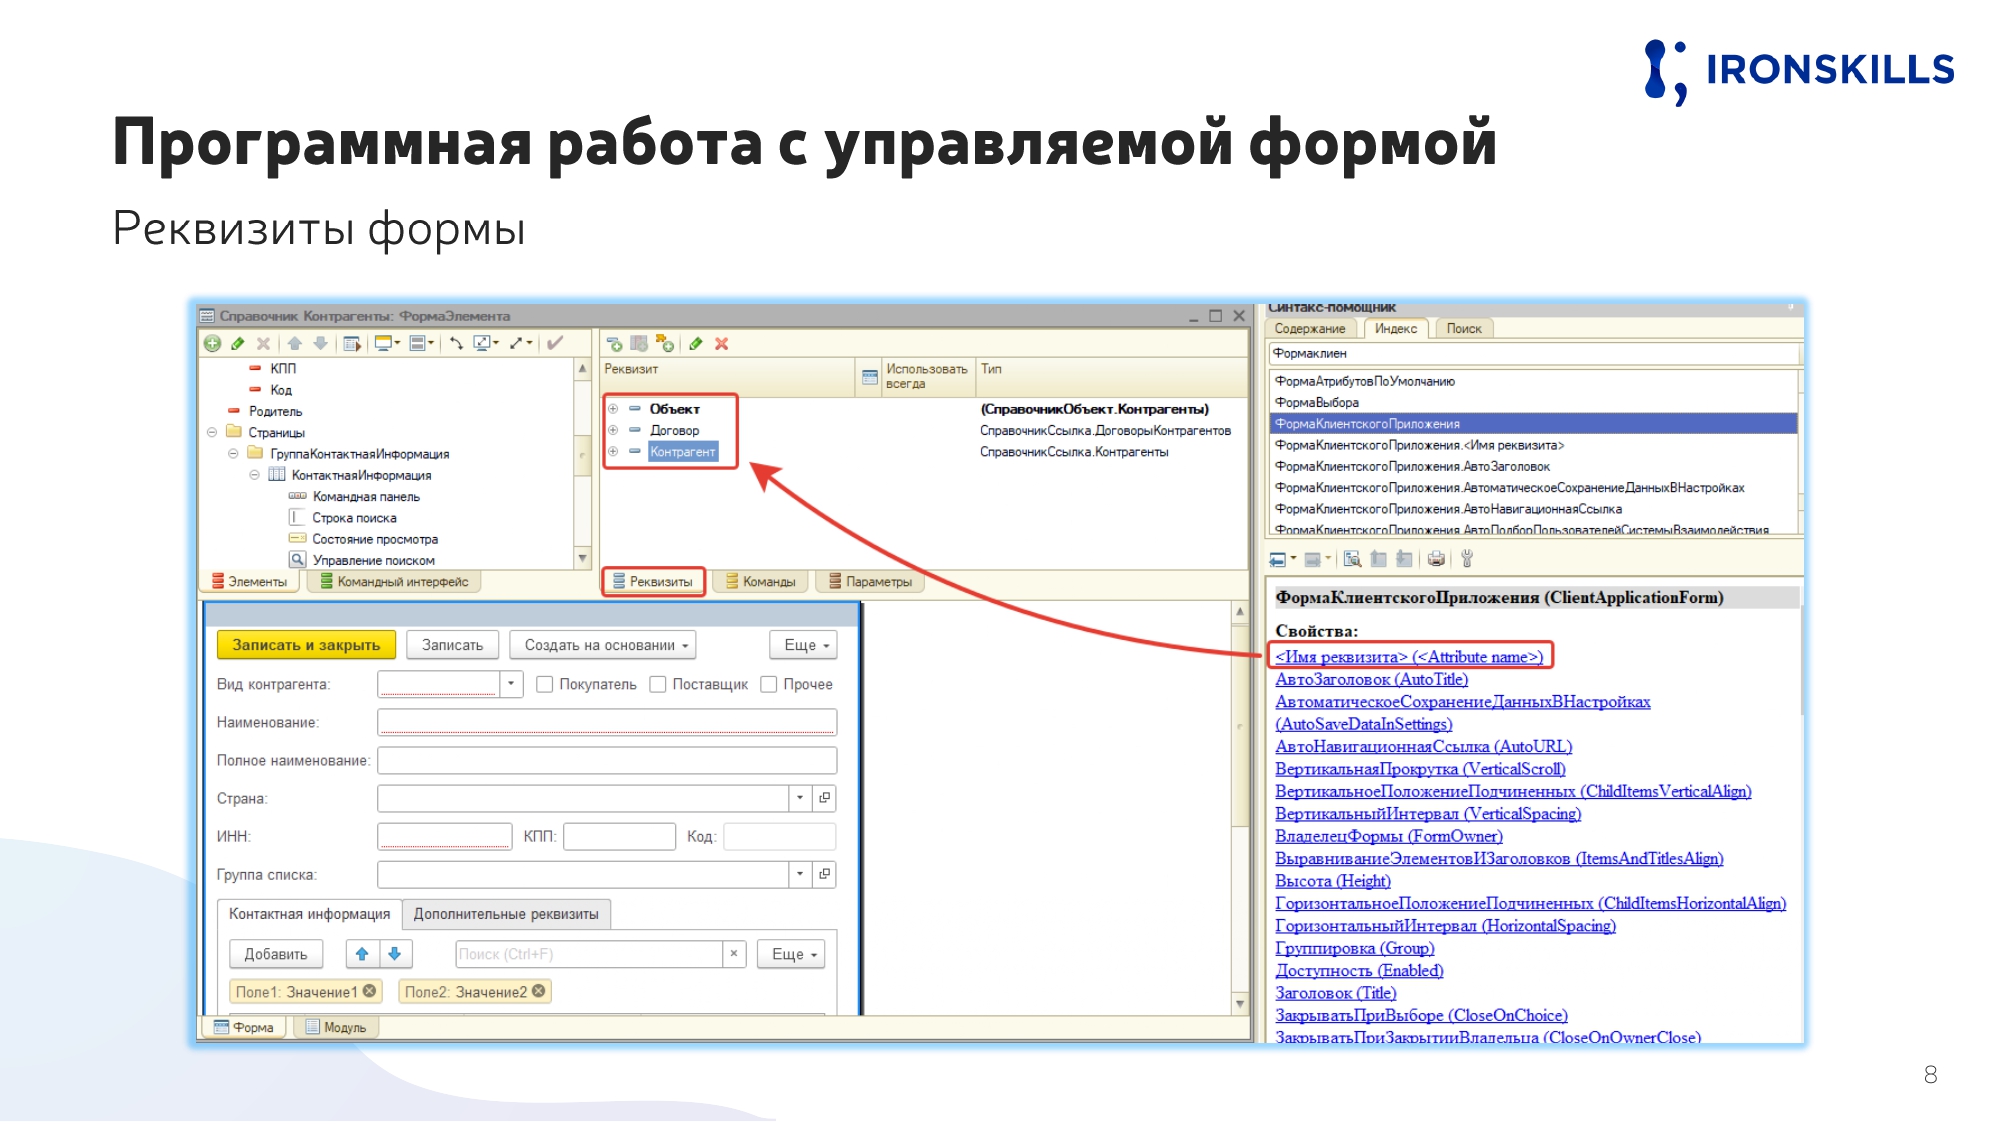 IRONSKILLS
Программная работа с управляемой формой
Реквизиты формы
Справочник Контрагенты: ФормаЭлемента
КПП
Код
Родитель
Страницы
ГруппаКонтактнаяИнформация
КонтактнаяИнформация
Командная панель
Строка поиска
Состояние просмотра
Управление поиском
Элементы
Командный интерфейс
Реквизит
Использовать всегда
Тип
Объект
(СправочникОбъект.Контрагенты)
Договор
СправочникСсылка.ДоговорыКонтрагентов
Контрагент
СправочникСсылка.Контрагенты
Реквизиты
Команды
Параметры
Записать и закрыть
Записать
Создать на основании
Еще
Вид контрагента:
Покупатель
Поставщик
Прочее
Наименование:
Полное наименование:
Страна:
ИНН:
КПП:
Код:
Группа списка:
Контактная информация
Дополнительные реквизиты
Добавить
Поиск (Ctrl+F)
×
Еще
Поле1: Значение1
Поле2: Значение2
Форма
Модуль
Синтакс-помощник
Содержание
Индекс
Поиск
Формаклиен
ФормаАтрибутовПоУмолчанию
ФормаВыбора
ФормаКлиентскогоПриложения
ФормаКлиентскогоПриложения.<Имя реквизита>
ФормаКлиентскогоПриложения.АвтоЗаголовок
ФормаКлиентскогоПриложения.АвтоматическоеСохранениеДанныхВНастройках
ФормаКлиентскогоПриложения.АвтоНавигационнаяСсылка
ФормаКлиентскогоПриложения.АвтоПодборПользователейСистемыВзаимодействия
ФормаКлиентскогоПриложения (ClientApplicationForm)
Свойства:
<Имя реквизита> (<Attribute name>)
АвтоЗаголовок (AutoTitle)
АвтоматическоеСохранениеДанныхВНастройках
(AutoSaveDataInSettings)
АвтоНавигационнаяСсылка (AutoURL)
ВертикальнаяПрокрутка (VerticalScroll)
ВертикальноеПоложениеПодчиненных (ChildItemsVerticalAlign)
ВертикальныйИнтервал (VerticalSpacing)
ВладелецФормы (FormOwner)
ВыравниваниеЭлементовИЗаголовков (ItemsAndTitlesAlign)
Высота (Height)
ГоризонтальноеПоложениеПодчиненных (ChildItemsHorizontalAlign)
ГоризонтальныйИнтервал (HorizontalSpacing)
Группировка (Group)
Доступность (Enabled)
Заголовок (Title)
ЗакрыватьПриВыборе (CloseOnChoice)
ЗакрыватьПриЗакрытииВладельца (CloseOnOwnerClose)
8